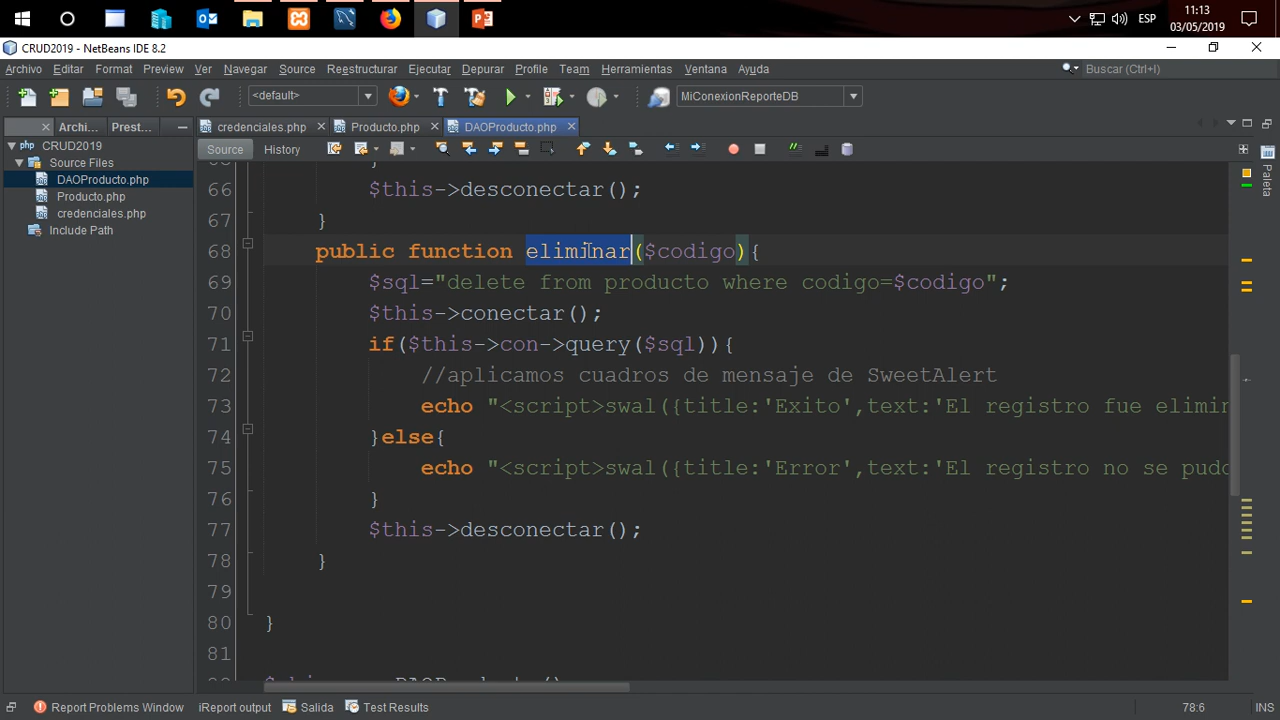 11:13
ESP
03/05/2019
CRUD2019 - NetBeans IDE 8.2
Archivo Editar Format Preview Ver Navegar Source Reestructurar Ejecutar Depurar Profile Team Herramientas Ventana Ayuda
Buscar (Ctrl+I)
<default>
MiConexionReporteDB
Archi... Prest...
credenciales.php Producto.php DAOProducto.php
CRUD2019
Source Files
DAOProducto.php
Producto.php
credenciales.php
Include Path
Source History
Paleta
}
66 $this->desconectar();
67 }
68 public function eliminar($codigo){
69 $sql="delete from producto where codigo=$codigo";
70 $this->conectar();
71 if($this->con->query($sql)){
72 //aplicamos cuadros de mensaje de SweetAlert
73 echo "<script>swal({title:'Exito',text:'El registro fue elimin
74 }else{
75 echo "<script>swal({title:'Error',text:'El registro no se pudo
76 }
77 $this->desconectar();
78 }
79
80 }
81
Report Problems Window iReport output Salida Test Results
78:6 INS